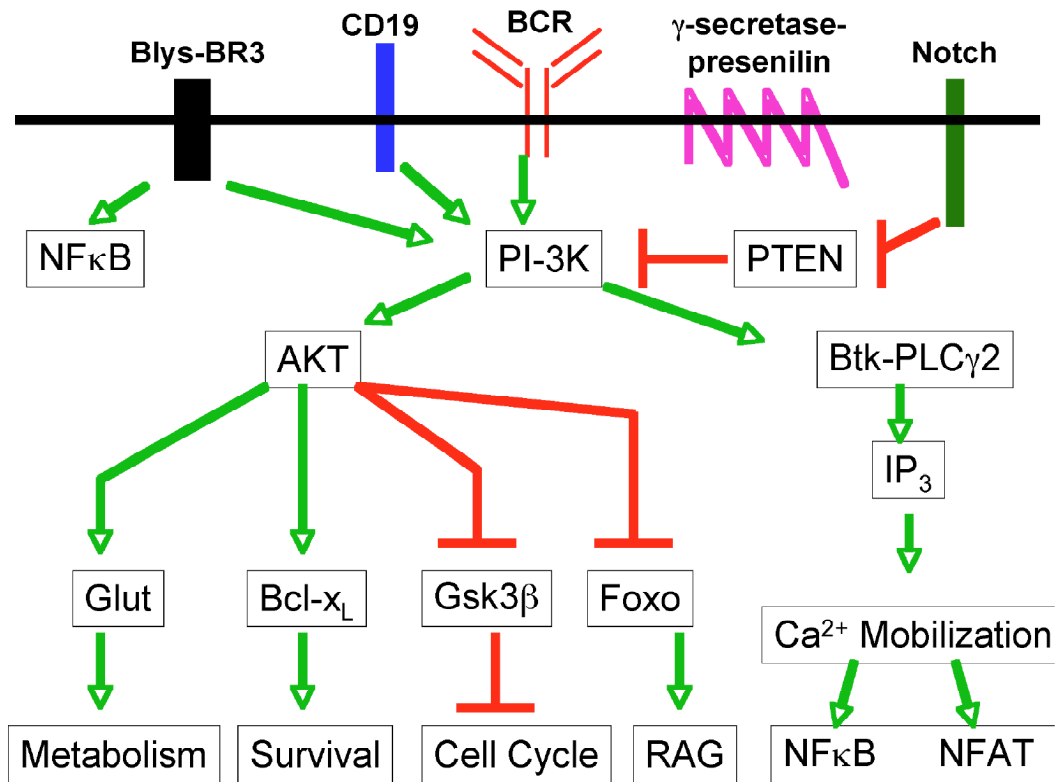 Blys-BR3
CD19
BCR
γ-secretase-
presenilin
Notch
NFκB
PI-3K
PTEN
AKT
Btk-PLCγ2
IP₃
Glut
Bcl-x_L
Gsk3β
Foxo
Ca²⁺ Mobilization
Metabolism
Survival
Cell Cycle
RAG
NFκB NFAT